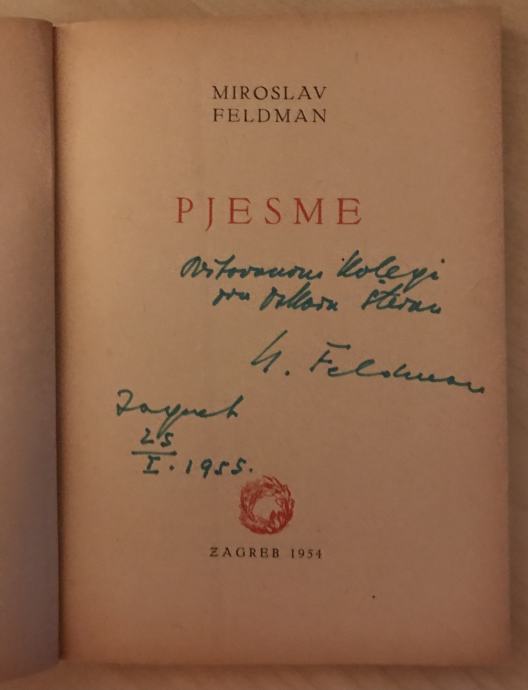 MIROSLAV
FELDMAN
PJESME
Poštovanom kolegi
dru Oskaru
M. Feldman
Zagreb
25
I. 1955.
ZAGREB 1954